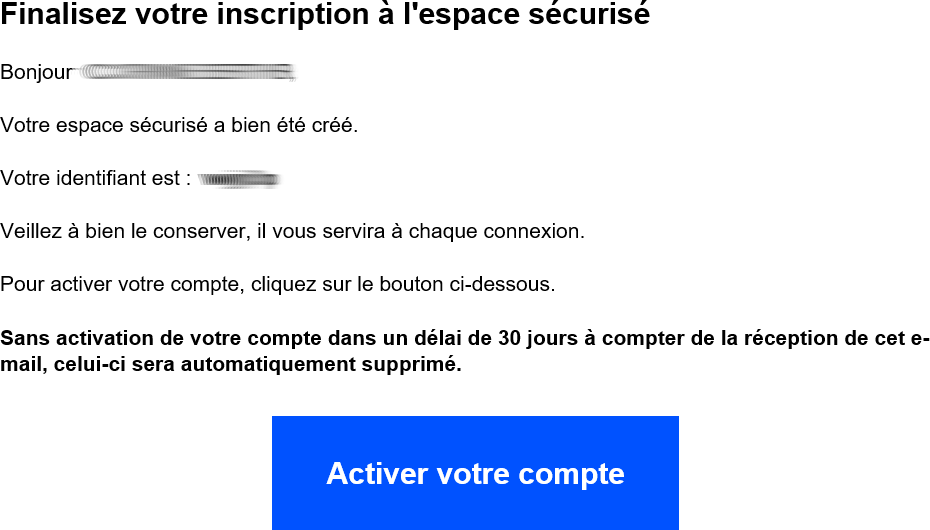 Finalisez votre inscription à l'espace sécurisé
Bonjour
Votre espace sécurisé a bien été créé.
Votre identifiant est :
Veillez à bien le conserver, il vous servira à chaque connexion.
Pour activer votre compte, cliquez sur le bouton ci-dessous.
Sans activation de votre compte dans un délai de 30 jours à compter de la réception de cet e-
mail, celui-ci sera automatiquement supprimé.
Activer votre compte